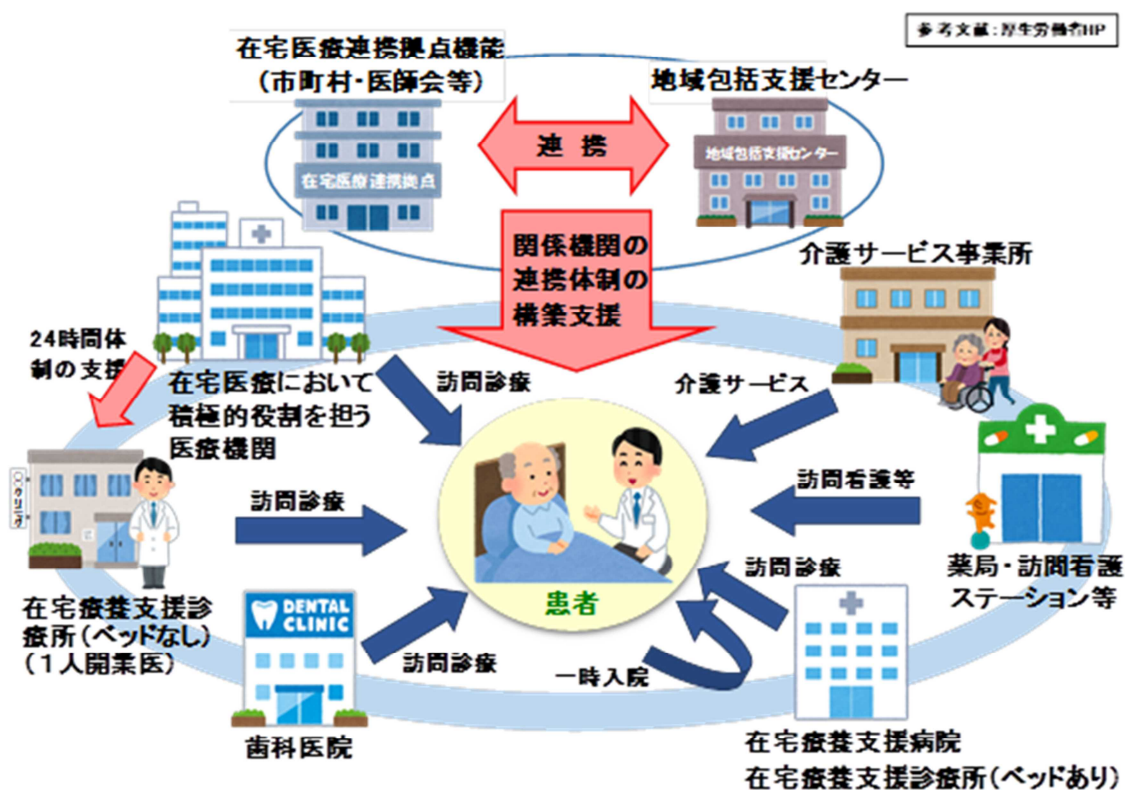 参考文献:厚生労働省HP
在宅医療連携拠点機能
(市町村・医師会等)
地域包括支援センター
連 携
在宅医療連携拠点
地域包括支援センター
関係機関の
連携体制の
構築支援
介護サービス事業所
24時間体
制の支援
在宅医療において
積極的役割を担う
医療機関
訪問診療
介護サービス
訪問診療
訪問看護等
〇クリニック
患者
訪問診療
薬局・訪問看護
ステーション等
在宅療養支援診
療所(ベッドなし)
(1人開業医)
DENTAL
CLINIC
訪問診療
一時入院
歯科医院
在宅療養支援病院
在宅療養支援診療所(ベッドあり)